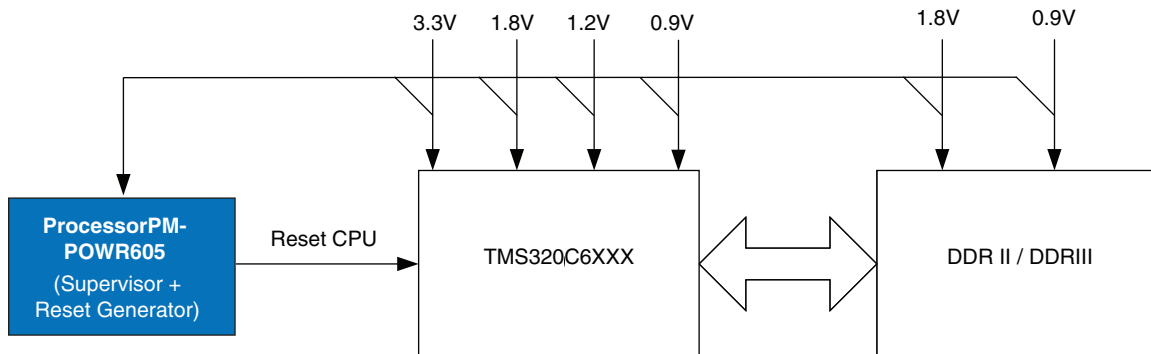 3.3V 1.8V 1.2V 0.9V 1.8V 0.9V
ProcessorPM-
POWR605
(Supervisor +
Reset Generator)
Reset CPU
TMS320C6XXX
DDR II / DDRIII